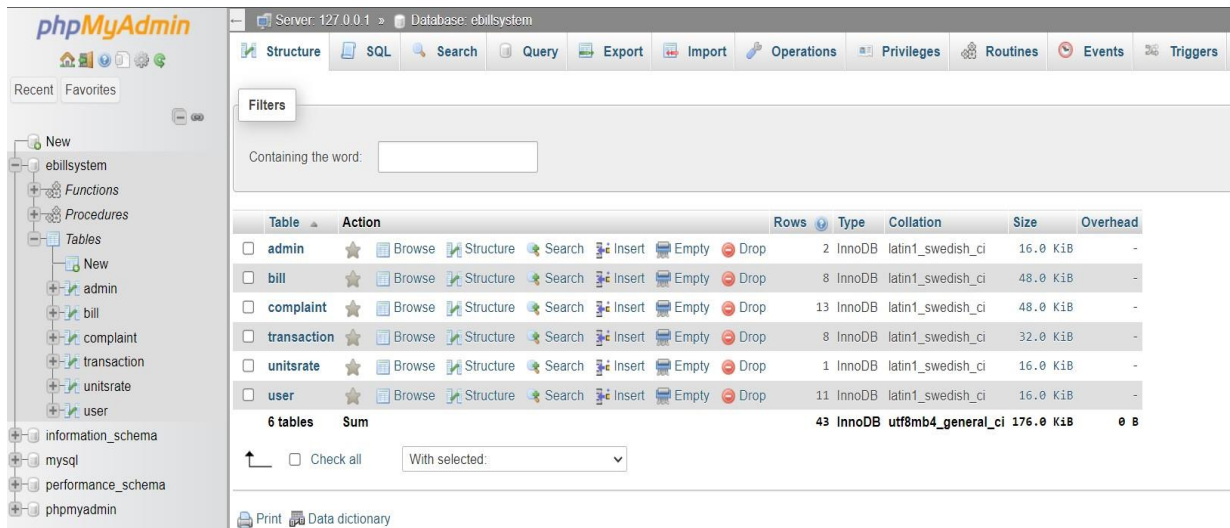 phpMyAdmin
Recent Favorites
New
ebillsystem
Functions
Procedures
Tables
New
admin
bill
complaint
transaction
unitsrate
user
information_schema
mysql
performance_schema
phpmyadmin
Server: 127.0.0.1 » Database: ebillsystem
Structure SQL Search Query Export Import Operations Privileges Routines Events Triggers
Filters
Containing the word:
Table Action Rows Type Collation Size Overhead
admin Browse Structure Search Insert Empty Drop 2 InnoDB latin1_swedish_ci 16.0 KiB -
bill Browse Structure Search Insert Empty Drop 8 InnoDB latin1_swedish_ci 48.0 KiB -
complaint Browse Structure Search Insert Empty Drop 13 InnoDB latin1_swedish_ci 48.0 KiB -
transaction Browse Structure Search Insert Empty Drop 8 InnoDB latin1_swedish_ci 32.0 KiB -
unitsrate Browse Structure Search Insert Empty Drop 1 InnoDB latin1_swedish_ci 16.0 KiB -
user Browse Structure Search Insert Empty Drop 11 InnoDB latin1_swedish_ci 16.0 KiB -
6 tables Sum 43 InnoDB utf8mb4_general_ci 176.0 KiB 0 B
Check all With selected:
Print Data dictionary